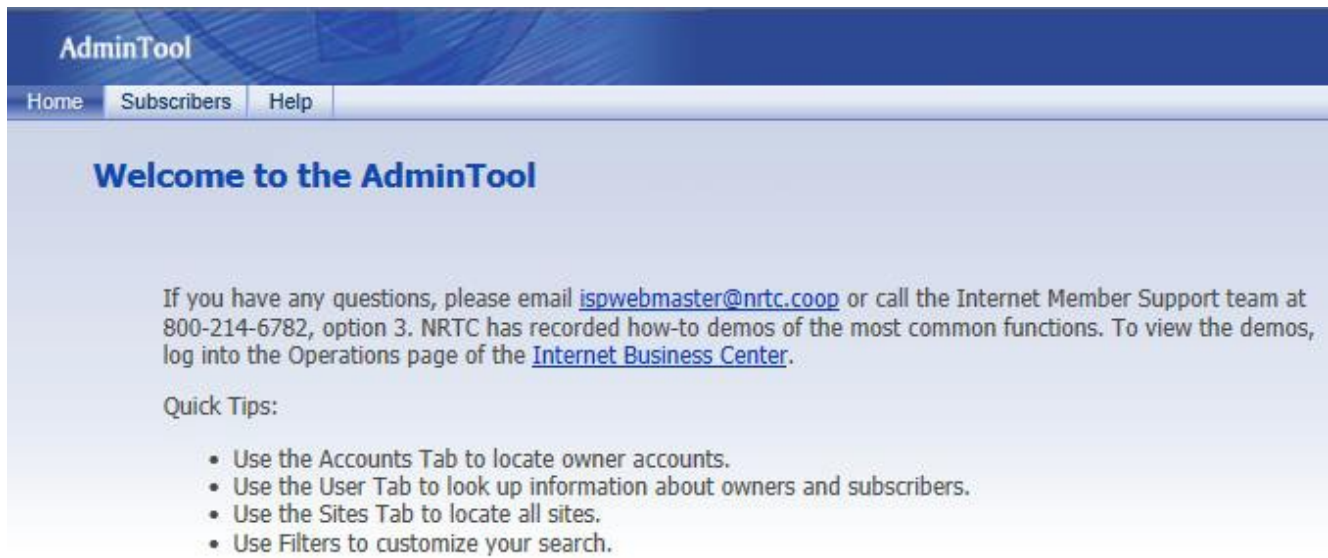 AdminTool
Home Subscribers Help
Welcome to the AdminTool
If you have any questions, please email ispwebmaster@nrtc.coop or call the Internet Member Support team at
800-214-6782, option 3. NRTC has recorded how-to demos of the most common functions. To view the demos,
log into the Operations page of the Internet Business Center.
Quick Tips:
• Use the Accounts Tab to locate owner accounts.
• Use the User Tab to look up information about owners and subscribers.
• Use the Sites Tab to locate all sites.
• Use Filters to customize your search.